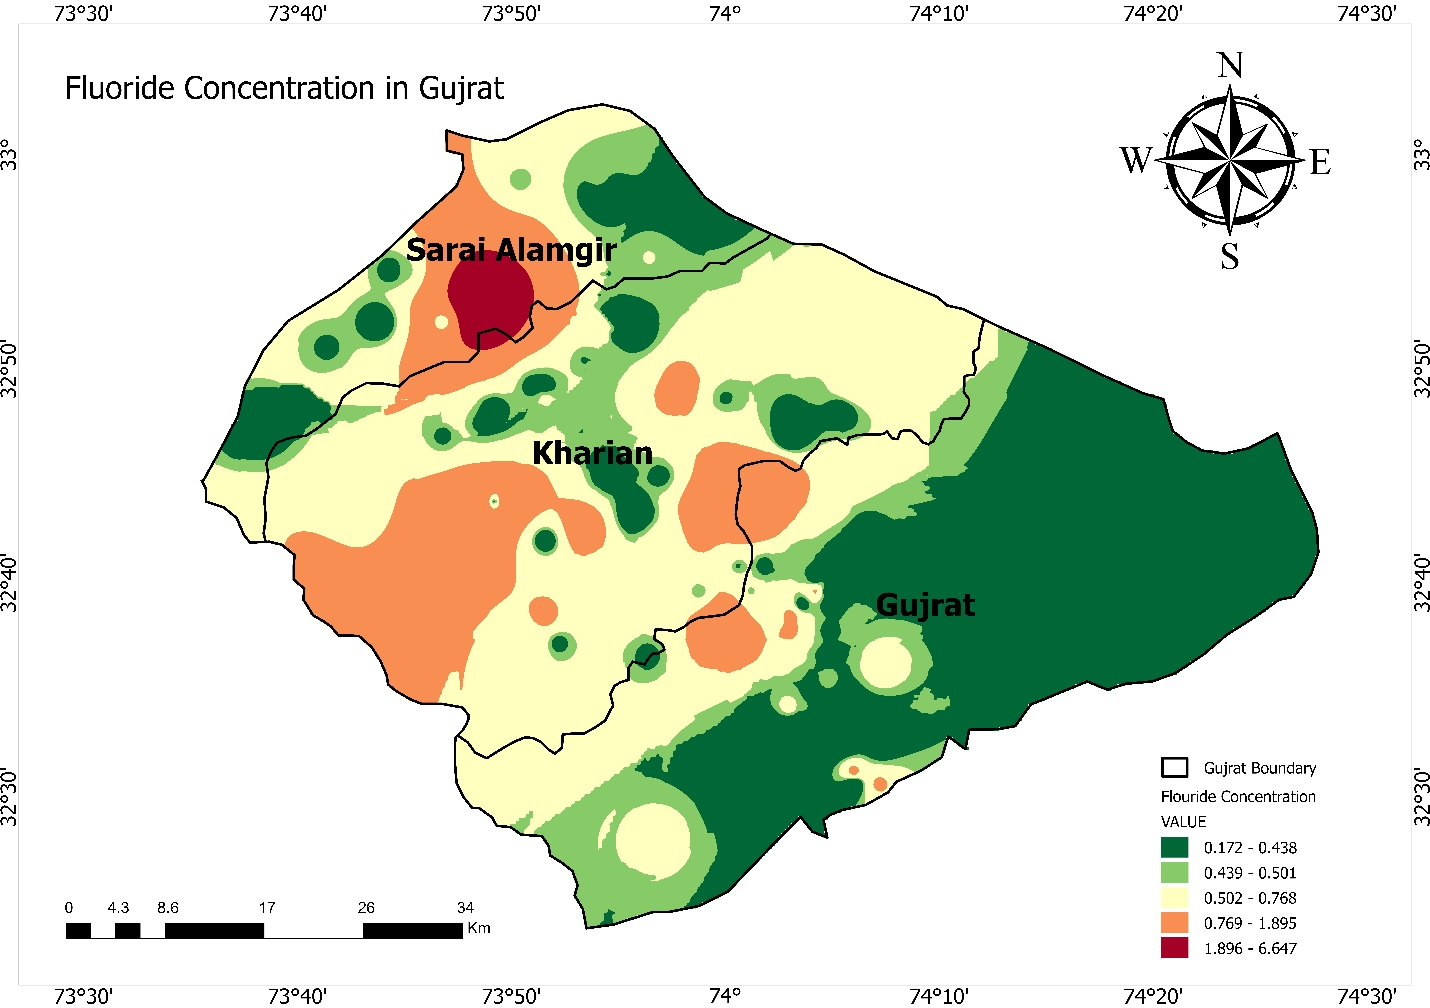 73°30' 73°40' 73°50' 74° 74°10' 74°20' 74°30'
Fluoride Concentration in Gujrat
N
W E
S
33° 33°
Sarai Alamgir
32°50' 32°50'
Kharian
32°40' 32°40'
Gujrat
32°30' 32°30'
Gujrat Boundary
Flouride Concentration
VALUE
0.172 - 0.438
0.439 - 0.501
0.502 - 0.768
0.769 - 1.895
1.896 - 6.647
0 4.3 8.6 17 26 34
Km
73°30' 73°40' 73°50' 74° 74°10' 74°20' 74°30'